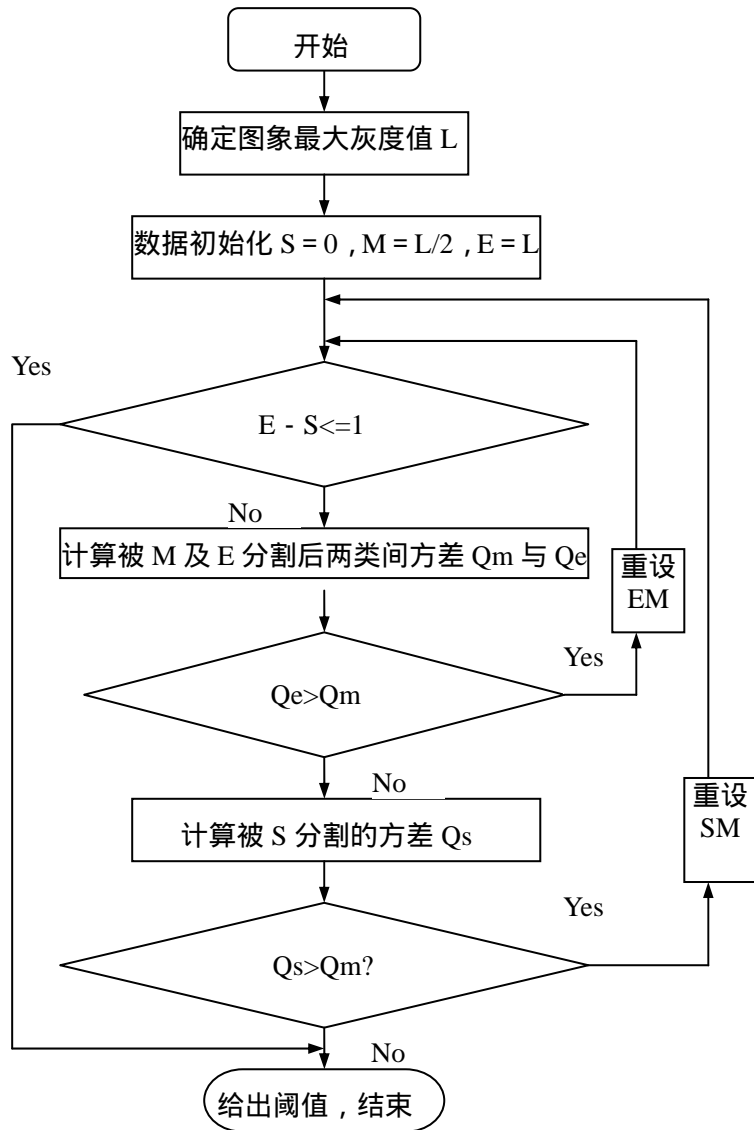 开始
确定图象最大灰度值 L
数据初始化 S = 0 , M = L/2 , E = L
Yes
E - S<=1
No
计算被 M 及 E 分割后两类间方差 Qm 与 Qe
重设
EM
Yes
Qe>Qm
No
重设
SM
计算被 S 分割的方差 Qs
Yes
Qs>Qm?
No
给出阈值 , 结束